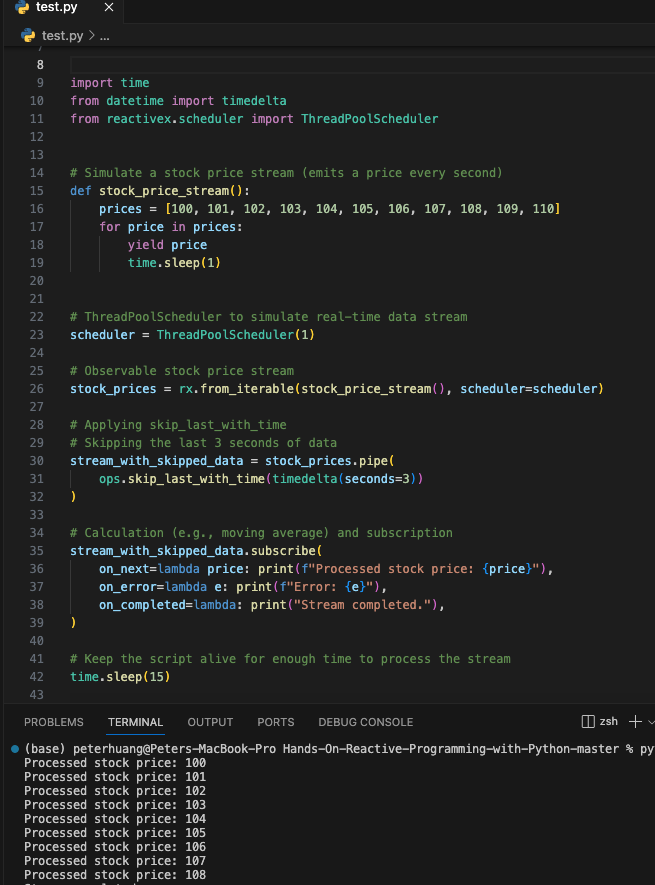 test.py ×
test.py > ...
7
8
9 import time
10 from datetime import timedelta
11 from reactivex.scheduler import ThreadPoolScheduler
12
13
14 # Simulate a stock price stream (emits a price every second)
15 def stock_price_stream():
16 prices = [100, 101, 102, 103, 104, 105, 106, 107, 108, 109, 110]
17 for price in prices:
18 yield price
19 time.sleep(1)
20
21
22 # ThreadPoolScheduler to simulate real-time data stream
23 scheduler = ThreadPoolScheduler(1)
24
25 # Observable stock price stream
26 stock_prices = rx.from_iterable(stock_price_stream(), scheduler=scheduler)
27
28 # Applying skip_last_with_time
29 # Skipping the last 3 seconds of data
30 stream_with_skipped_data = stock_prices.pipe(
31 ops.skip_last_with_time(timedelta(seconds=3))
32 )
33
34 # Calculation (e.g., moving average) and subscription
35 stream_with_skipped_data.subscribe(
36 on_next=lambda price: print(f"Processed stock price: {price}"),
37 on_error=lambda e: print(f"Error: {e}"),
38 on_completed=lambda: print("Stream completed."),
39 )
40
41 # Keep the script alive for enough time to process the stream
42 time.sleep(15)
43
PROBLEMS TERMINAL OUTPUT PORTS DEBUG CONSOLE zsh
(base) peterhuang@Peters-MacBook-Pro Hands-On-Reactive-Programming-with-Python-master % py
Processed stock price: 100
Processed stock price: 101
Processed stock price: 102
Processed stock price: 103
Processed stock price: 104
Processed stock price: 105
Processed stock price: 106
Processed stock price: 107
Processed stock price: 108